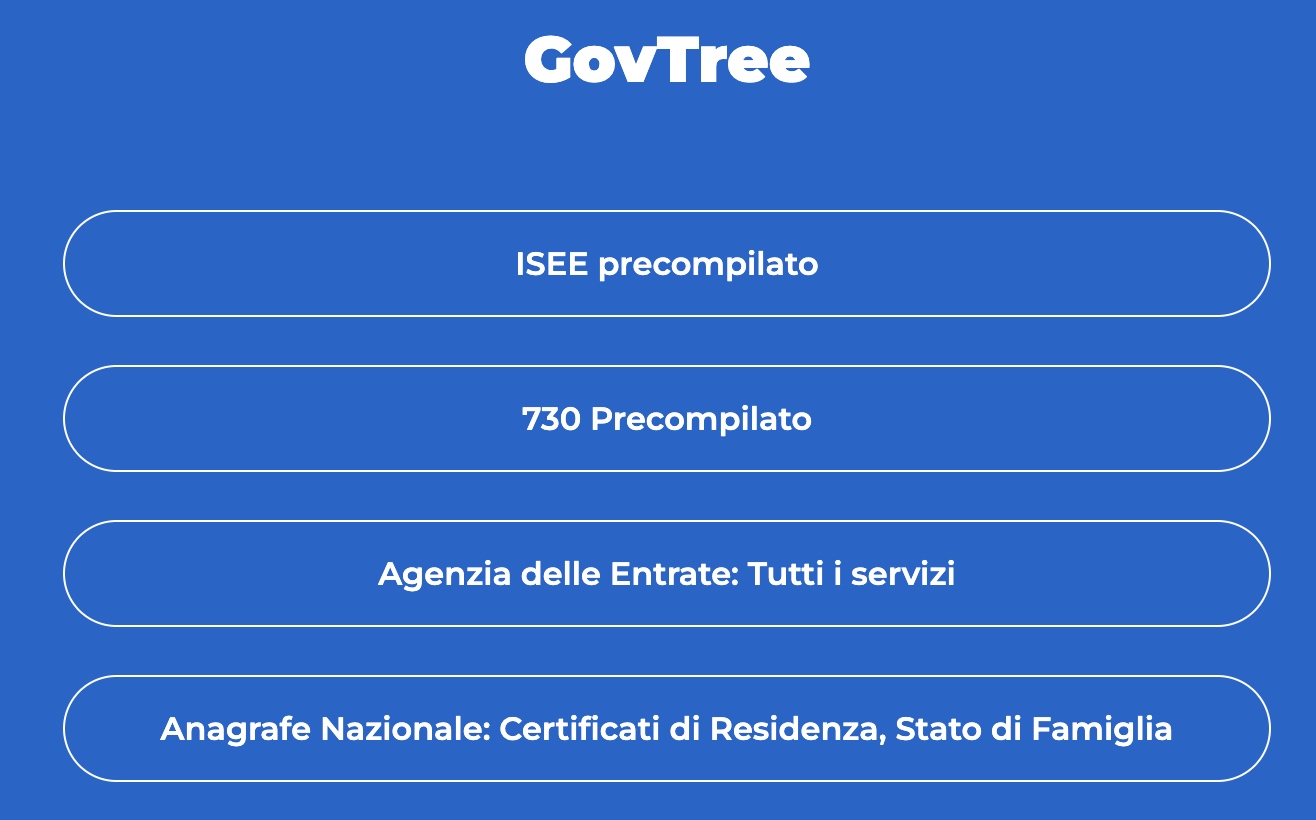 GovTree
ISEE precompilato
730 Precompilato
Agenzia delle Entrate: Tutti i servizi
Anagrafe Nazionale: Certificati di Residenza, Stato di Famiglia